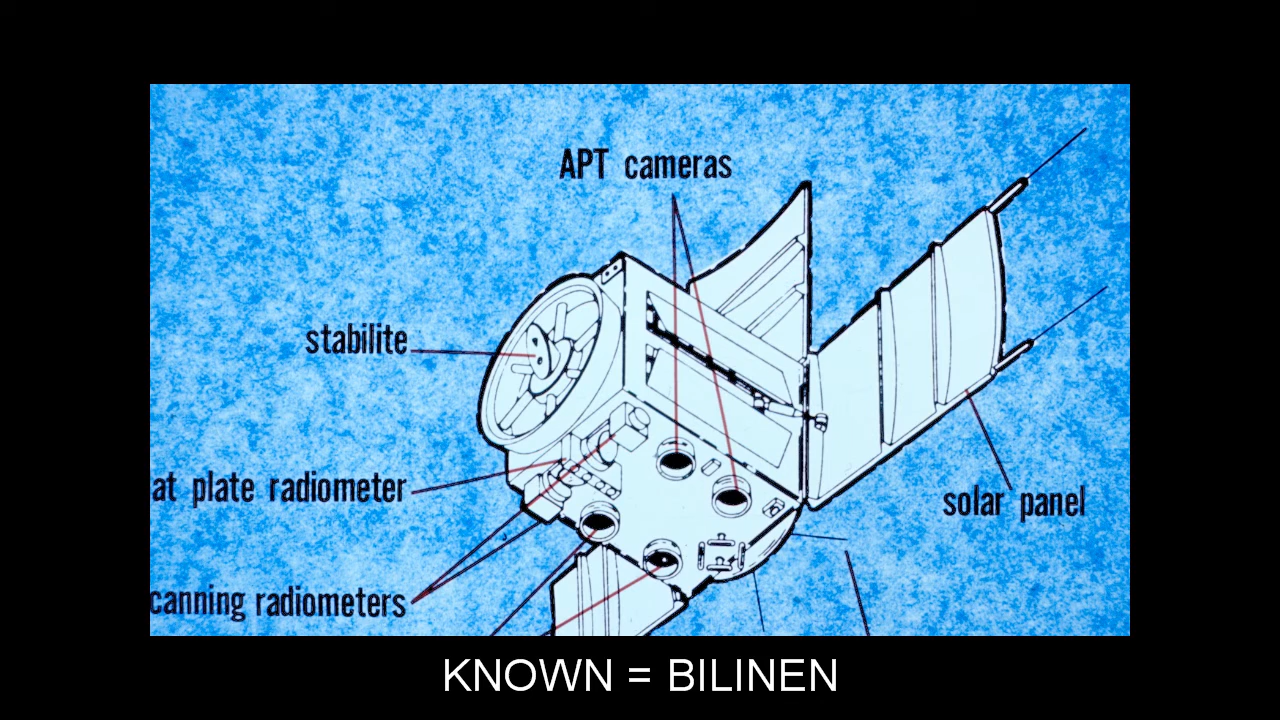 APT cameras
stabilite
at plate radiometer
solar panel
canning radiometers
KNOWN = BILINEN